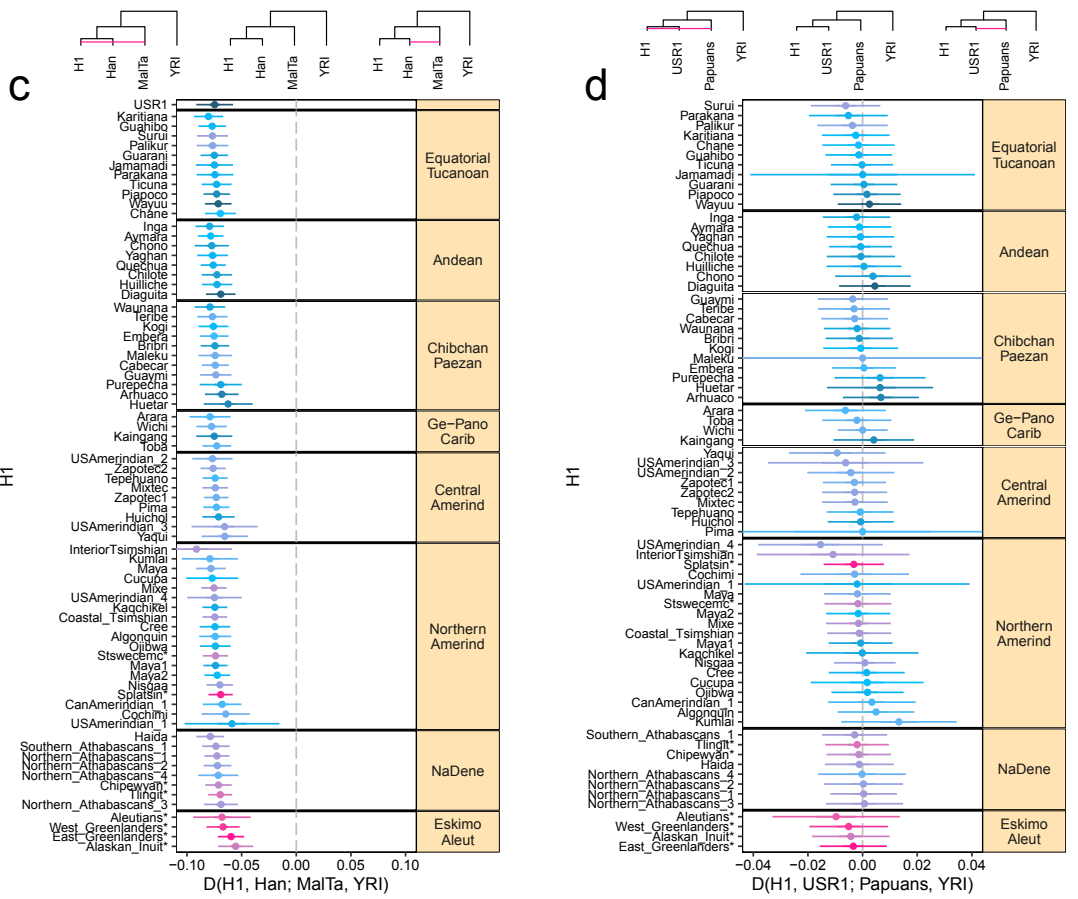 H1
Han
MalTa
YRI
H1
Han
MalTa
YRI
H1
Han
MalTa
YRI
H1
USR1
Papuans
YRI
H1
USR1
Papuans
YRI
H1
USR1
Papuans
YRI
c
USR1
Karitiana
Guahibo
Surui
Palikur
Guarani
Jamamadi
Parakana
Ticuna
Piapoco
Wayuu
Chane
Equatorial
Tucanoan
Inga
Aymara
Chono
Yaghan
Quechua
Chilote
Huilliche
Diaguita
Andean
Waunana
Teribe
Kogi
Embera
Bribri
Maleku
Cabecar
Guaymi
Purepecha
Arhuaco
Huetar
Chibchan
Paezan
Arara
Wichi
Kaingang
Toba
Ge−Pano
Carib
USAmerindian_2
Zapotec2
Tepehuano
Mixtec
Zapotec1
Pima
Huichol
USAmerindian_3
Yaqui
Central
Amerind
InteriorTsimshian
Kumiai
Maya
Cucupa
Mixe
USAmerindian_4
Kaqchikel
Coastal_Tsimshian
Cree
Algonquin
Ojibwa
Stswecemc*
Maya1
Maya2
Nisgaa
Splatsin*
CanAmerindian_1
Cochimi
USAmerindian_1
Northern
Amerind
Haida
Southern_Athabascans_1
Northern_Athabascans_1
Northern_Athabascans_2
Northern_Athabascans_4
Chipewyan*
Tlingit*
Northern_Athabascans_3
NaDene
Aleutians*
West_Greenlanders*
East_Greenlanders*
Alaskan_Inuit*
Eskimo
Aleut
H1
−0.10
−0.05
0.00
0.05
0.10
D(H1, Han; MalTa, YRI)
d
Surui
Parakana
Palikur
Karitiana
Chane
Guahibo
Ticuna
Jamamadi
Guarani
Piapoco
Wayuu
Equatorial
Tucanoan
Inga
Aymara
Yaghan
Quechua
Chilote
Huilliche
Chono
Diaguita
Andean
Guaymi
Teribe
Cabecar
Waunana
Bribri
Kogi
Maleku
Embera
Purepecha
Huetar
Arhuaco
Chibchan
Paezan
Arara
Toba
Wichi
Kaingang
Ge−Pano
Carib
Yaqui
USAmerindian_3
USAmerindian_2
Zapotec1
Zapotec2
Mixtec
Tepehuano
Huichol
Pima
Central
Amerind
USAmerindian_4
InteriorTsimshian
Splatsin*
Cochimi
USAmerindian_1
Maya
Stswecemc*
Maya2
Mixe
Coastal_Tsimshian
Maya1
Kaqchikel
Nisgaa
Cree
Cucupa
Ojibwa
CanAmerindian_1
Algonquin
Kumiai
Northern
Amerind
Southern_Athabascans_1
Tlingit*
Chipewyan*
Haida
Northern_Athabascans_4
Northern_Athabascans_2
Northern_Athabascans_1
Northern_Athabascans_3
NaDene
Aleutians*
West_Greenlanders*
Alaskan_Inuit*
East_Greenlanders*
Eskimo
Aleut
H1
−0.04
−0.02
0.00
0.02
0.04
D(H1, USR1; Papuans, YRI)